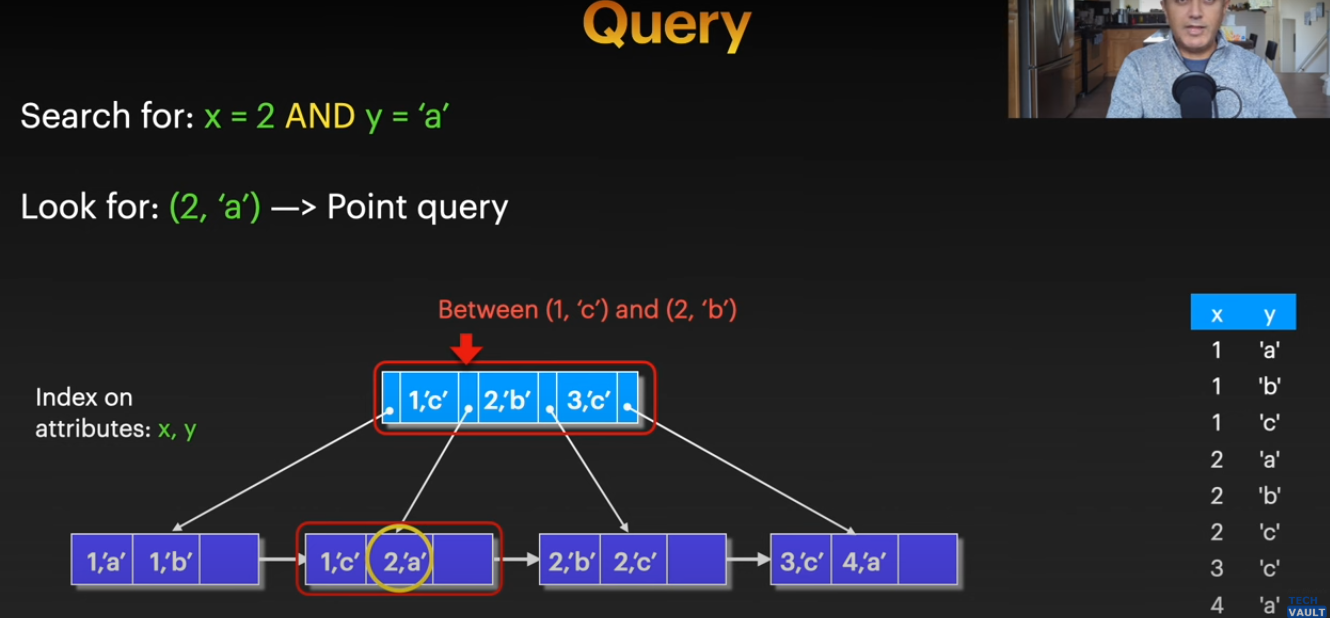 Query
Search for: x = 2 AND y = ‘a’
Look for: (2, ‘a’) —> Point query
Between (1, ‘c’) and (2, ‘b’)
Index on
attributes: x, y
1,’c’ 2,’b’ 3,’c’
1,’a’ 1,’b’ 1,’c’ 2,’a’ 2,’b’ 2,’c’ 3,’c’ 4,’a’
x y
1 'a'
1 'b'
1 'c'
2 'a'
2 'b'
2 'c'
3 'c'
4 'a'
TECH
VAULT